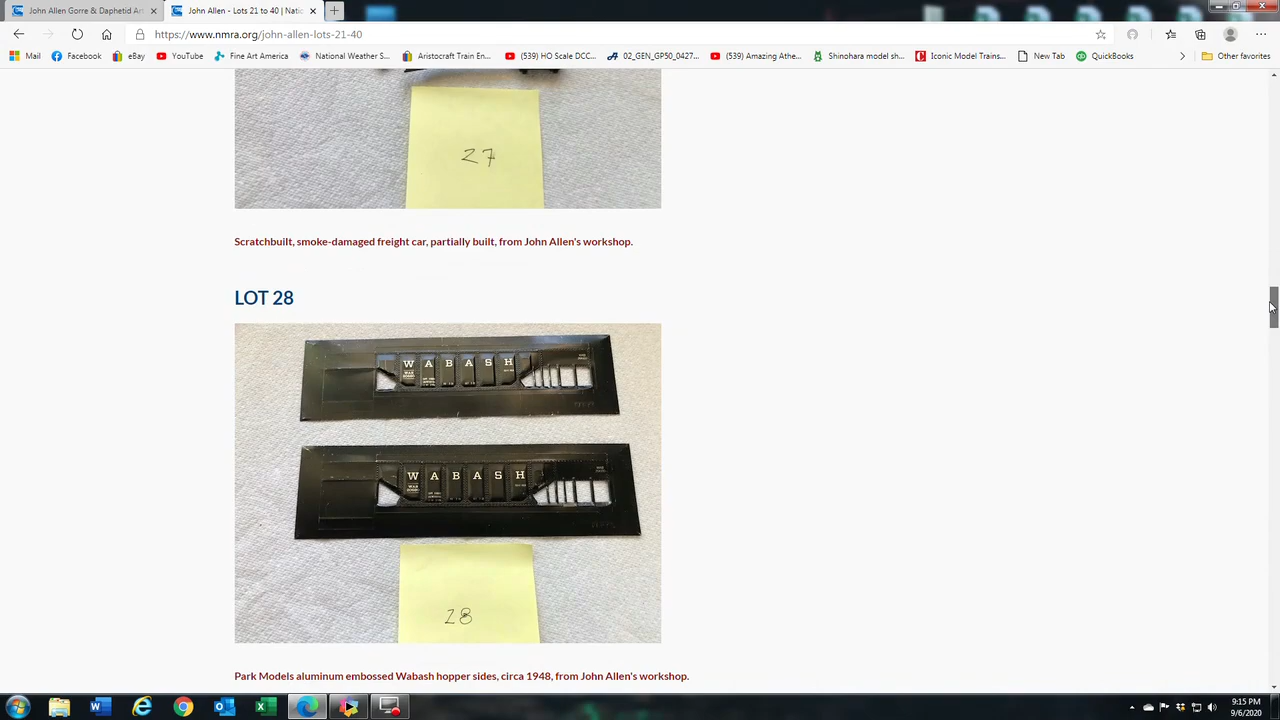 John Allen Gorre & Daphetid Art
John Allen - Lots 21 to 40 | Natio
https://www.nmra.org/john-allen-lots-21-40
Mail Facebook eBay YouTube Fine Art America National Weather S... Aristocraft Train En... (539) HO Scale DCC... 02_GEN_GP50_0427... (539) Amazing Athe... Shinohara model sh... Iconic Model Trains... New Tab QuickBooks Other favorites
27
Scratchbuilt, smoke-damaged freight car, partially built, from John Allen's workshop.
LOT 28
WABASH
WABASH
28
Park Models aluminum embossed Wabash hopper sides, circa 1948, from John Allen's workshop.
9:15 PM
9/6/2020